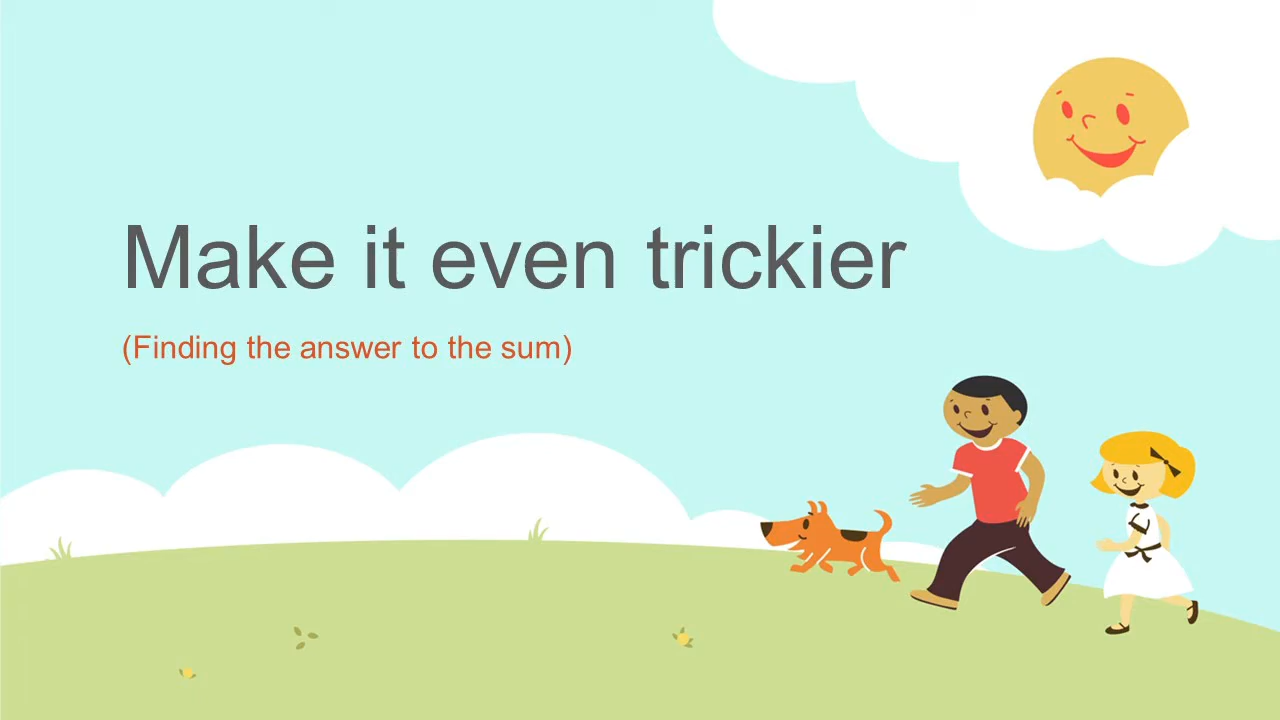 Make it even trickier
(Finding the answer to the sum)